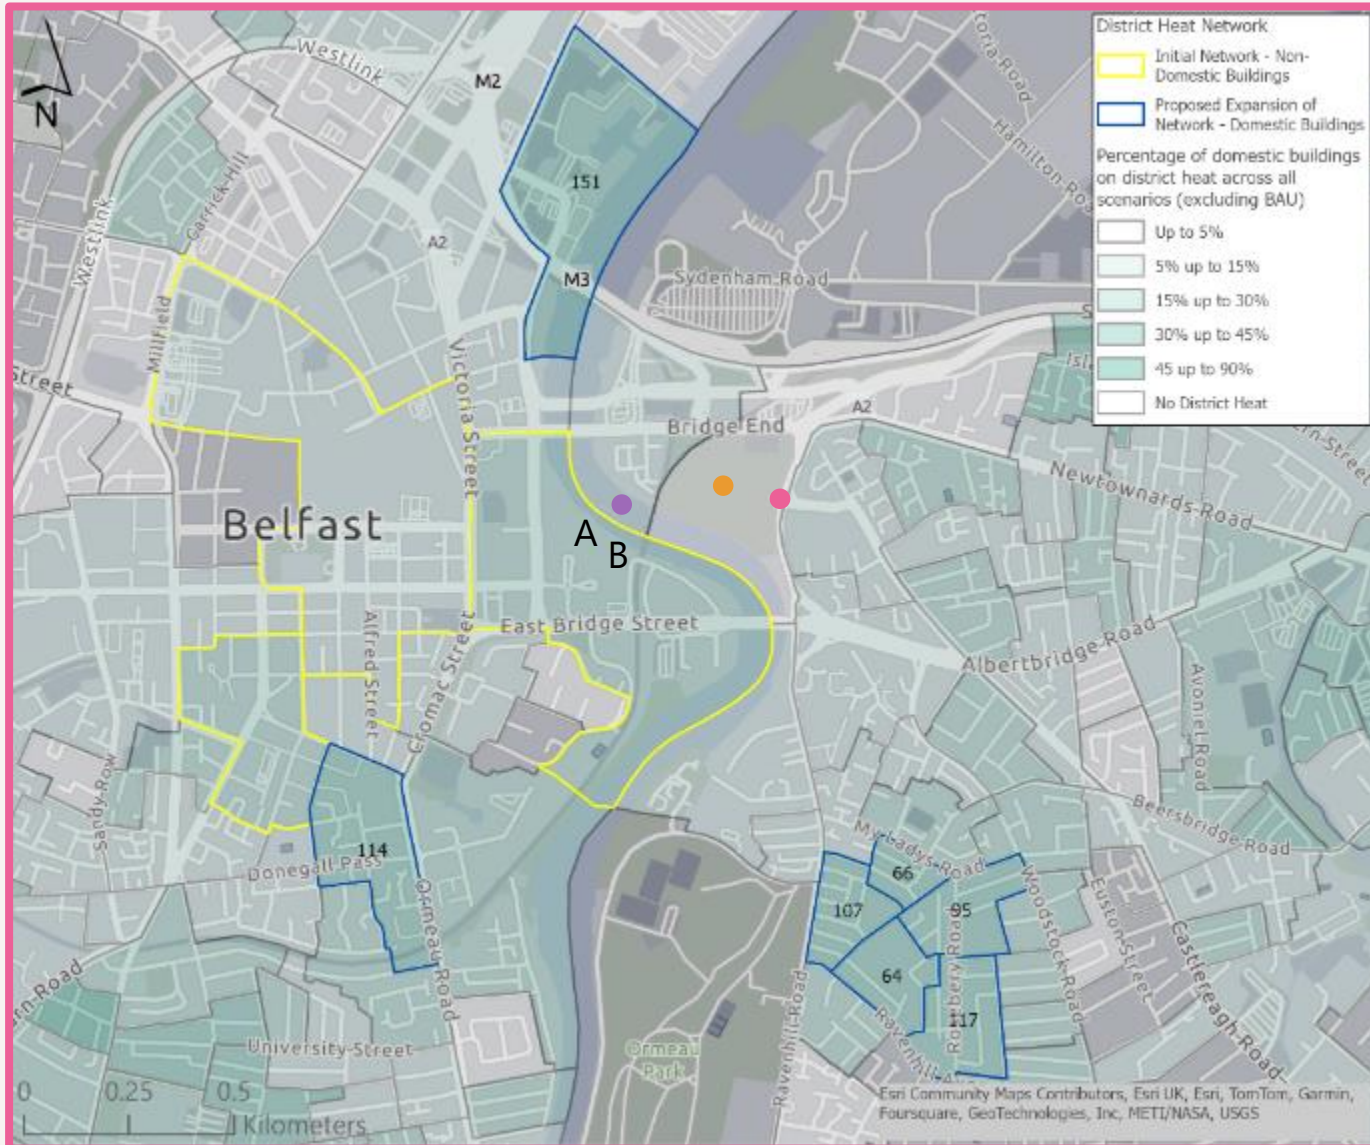 District Heat Network
Initial Network - Non-
Domestic Buildings
Proposed Expansion of
Network - Domestic Buildings
Percentage of domestic buildings
on district heat across all
scenarios (excluding BAU)
Up to 5%
5% up to 15%
15% up to 30%
30% up to 45%
45 up to 90%
No District Heat
N
Westlink
M2
Hamilton
151
Carrick Hill
Westlink
A2
M3
Sydenham Road
Millfield
Victoria Street
Street
A2
Bridge End
Newtownards Road
Belfast
A
B
East Bridge Street
Alfred Street
Cromac Street
Albertbridge Road
Avoniel Road
Sandy Row
Beersbridge Road
My Ladys Road
114
Donegall Pass
66
107
95
Woodstock Road
Euston Street
Castlereagh Road
Ormeau Road
64
117
Ravenhill Road
University Street
Ormeau
Park
0 0.25 0.5
Kilometers
Esri Community Maps Contributors, Esri UK, Esri, TomTom, Garmin,
Foursquare, GeoTechnologies, Inc, METI/NASA, USGS